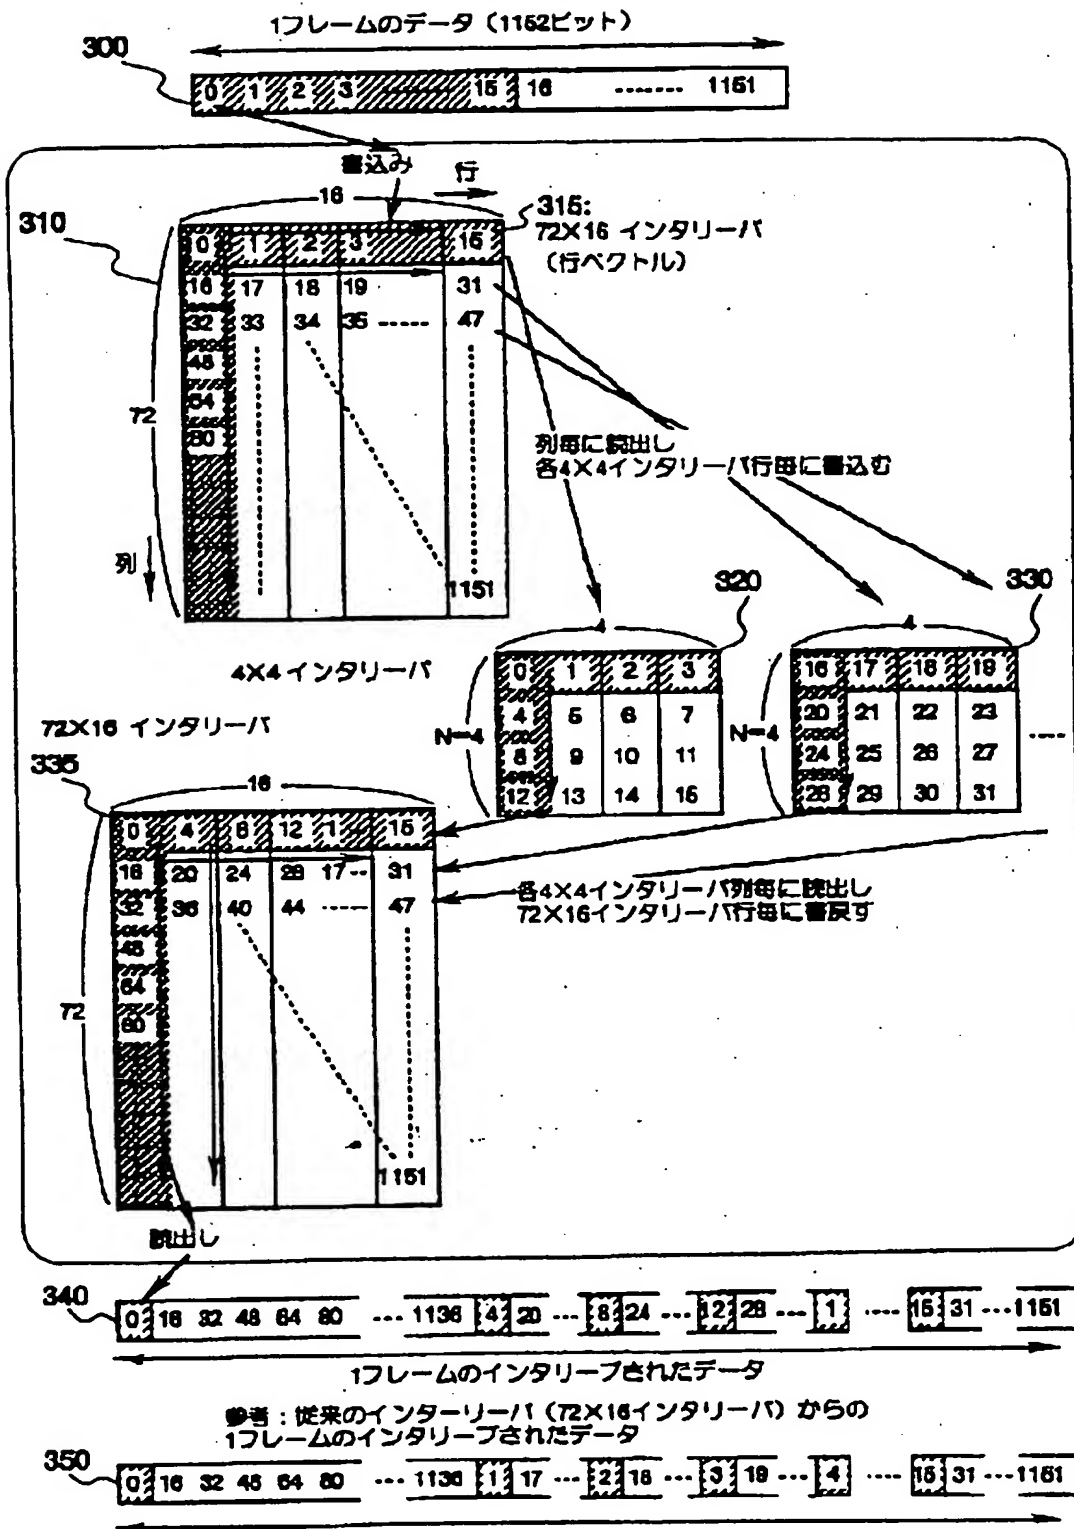 1フレームのデータ（1152ビット）
300
0 1 2 3 ------ 15 16 ------- 1151
書込み
行
16
310
315:
72×16 インタリーバ
（行ベクトル）
0 1 2 3 15
16 17 18 19 31
32 33 34 35 ----- 47
48
64
80
72
列
1151
列毎に読出し
各4×4インタリーバ行毎に書込む
320
330
4×4インタリーバ
4
4
N=4
0 1 2 3
4 5 6 7
8 9 10 11
12 13 14 15
N=4
16 17 18 19
20 21 22 23
24 25 26 27
28 29 30 31
72×16 インタリーバ
335
16
0 4 8 12 1-- 15
16 20 24 28 17-- 31
32 36 40 44 ----- 47
48
64
80
72
1151
各4×4インタリーバ列毎に読出し
72×16インタリーバ行毎に書戻す
読出し
340
0 16 32 48 64 80 --- 1136 4 20 --- 8 24 --- 12 28 --- 1 ---- 15 31 --- 1151
1フレームのインタリーブされたデータ
参考：従来のインターリーバ（72×16インタリーバ）からの
1フレームのインタリーブされたデータ
350
0 16 32 48 64 80 --- 1136 1 17 --- 2 18 --- 3 19 --- 4 ---- 15 31 --- 1151